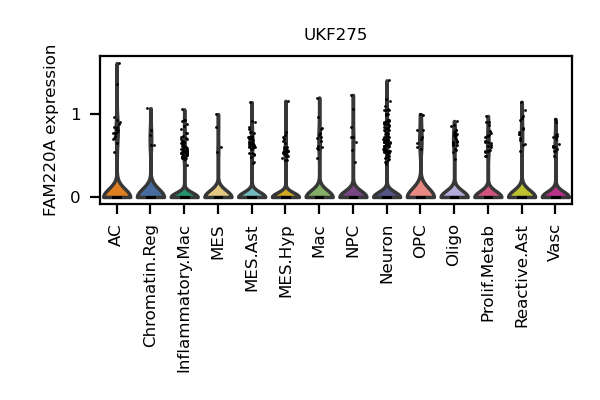 UKF275
FAM220A expression
1
0
AC
Chromatin.Reg
Inflammatory.Mac
MES
MES.Ast
MES.Hyp
Mac
NPC
Neuron
OPC
Oligo
Prolif.Metab
Reactive.Ast
Vasc